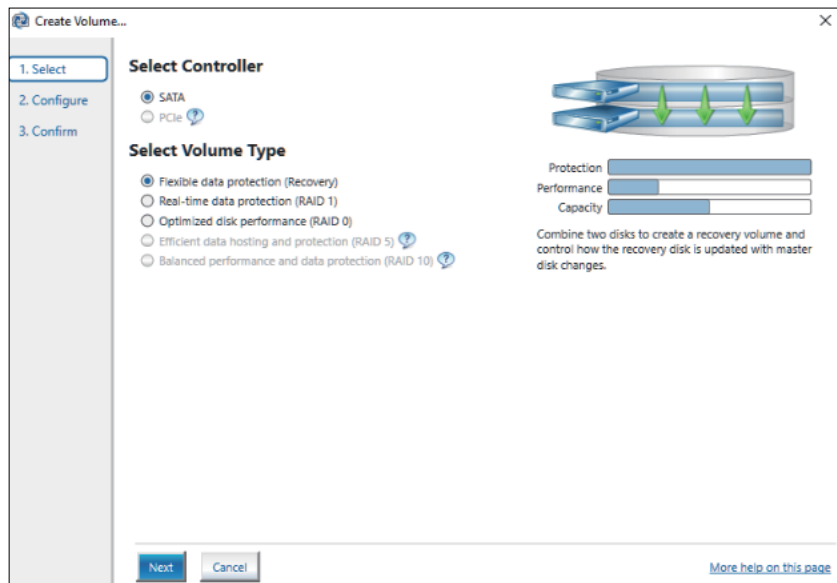 Create Volume...
1. Select
2. Configure
3. Confirm
Select Controller
SATA
PCIe
Select Volume Type
Flexible data protection (Recovery)
Real-time data protection (RAID 1)
Optimized disk performance (RAID 0)
Efficient data hosting and protection (RAID 5)
Balanced performance and data protection (RAID 10)
Protection
Performance
Capacity
Combine two disks to create a recovery volume and
control how the recovery disk is updated with master
disk changes.
Next
Cancel
More help on this page